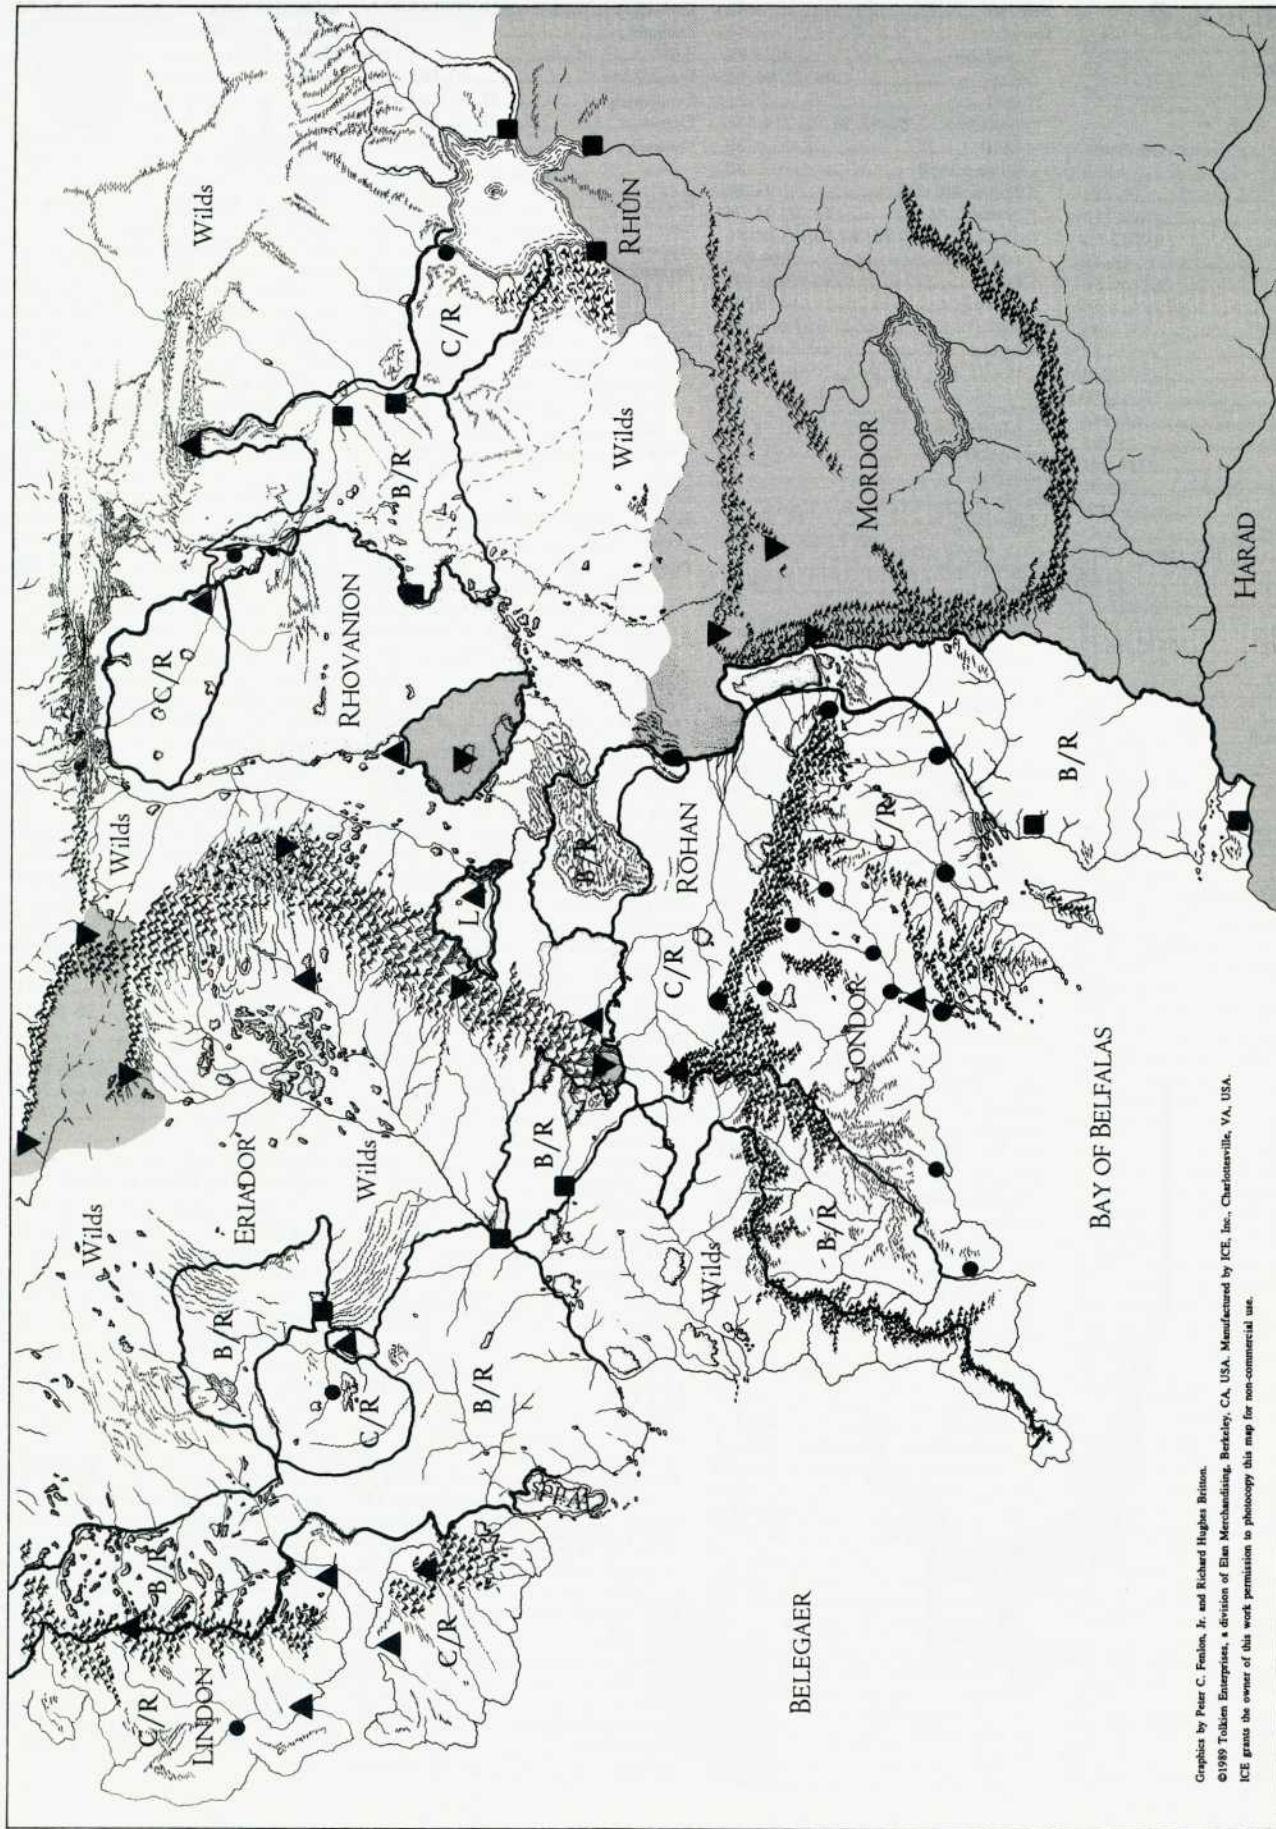 Wilds
Wilds
C/R
B/R
C/R
LINDON
Wilds
B/R
ERIADOR
RHOVANION
C/R
Wilds
B/R
C/R
B/R
C/R
L
B/R
B/R
Wilds
RHÛN
C/R
ROHAN
Wilds
BELEGAER
B/R
GONDOR
MORDOR
C/R
B/R
BAY OF BELFALAS
HARAD
Graphics by Peter C. Fenlon, Jr. and Richard Hughes Britton.
©1989 Tolkien Enterprises, a division of Elan Merchandising, Berkeley, CA, USA. Manufactured by ICE, Inc., Charlottesville, VA, USA.
ICE grants the owner of this work permission to photocopy this map for non-commercial use.